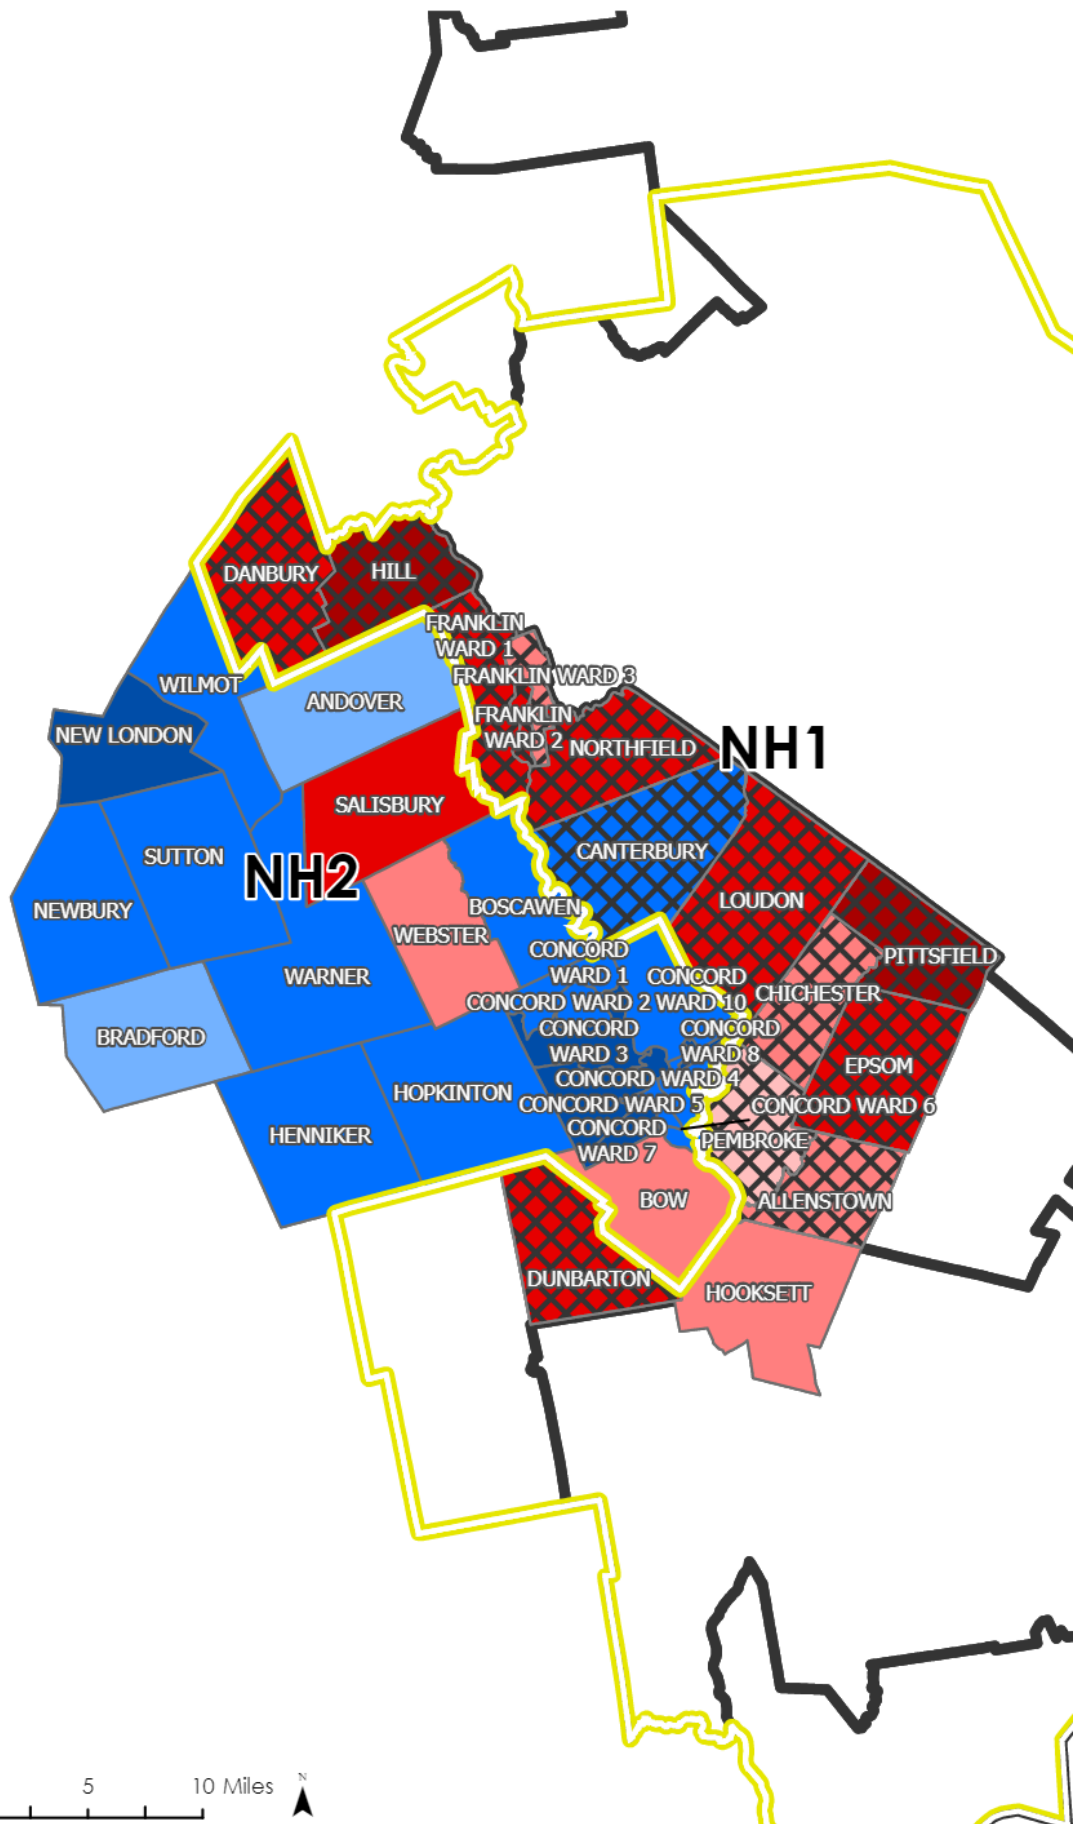 DANBURY
HILL
FRANKLIN
WARD 1
FRANKLIN WARD 3
WILMOT
ANDOVER
FRANKLIN
WARD 2
NEW LONDON
NORTHFIELD
NH1
SALISBURY
SUTTON
CANTERBURY
NH2
LOUDON
NEWBURY
BOSCAWEN
WEBSTER
CONCORD
WARD 1
PITTSFIELD
WARNER
CONCORD
CHICHESTER
CONCORD WARD 2 WARD 10
BRADFORD
CONCORD
WARD 3
CONCORD
WARD 8
EPSOM
CONCORD WARD 4
HOPKINTON
CONCORD WARD 5
CONCORD WARD 6
HENNIKER
CONCORD
WARD 7
PEMBROKE
BOW
ALLENSTOWN
DUNBARTON
HOOKSETT
5
10 Miles
N